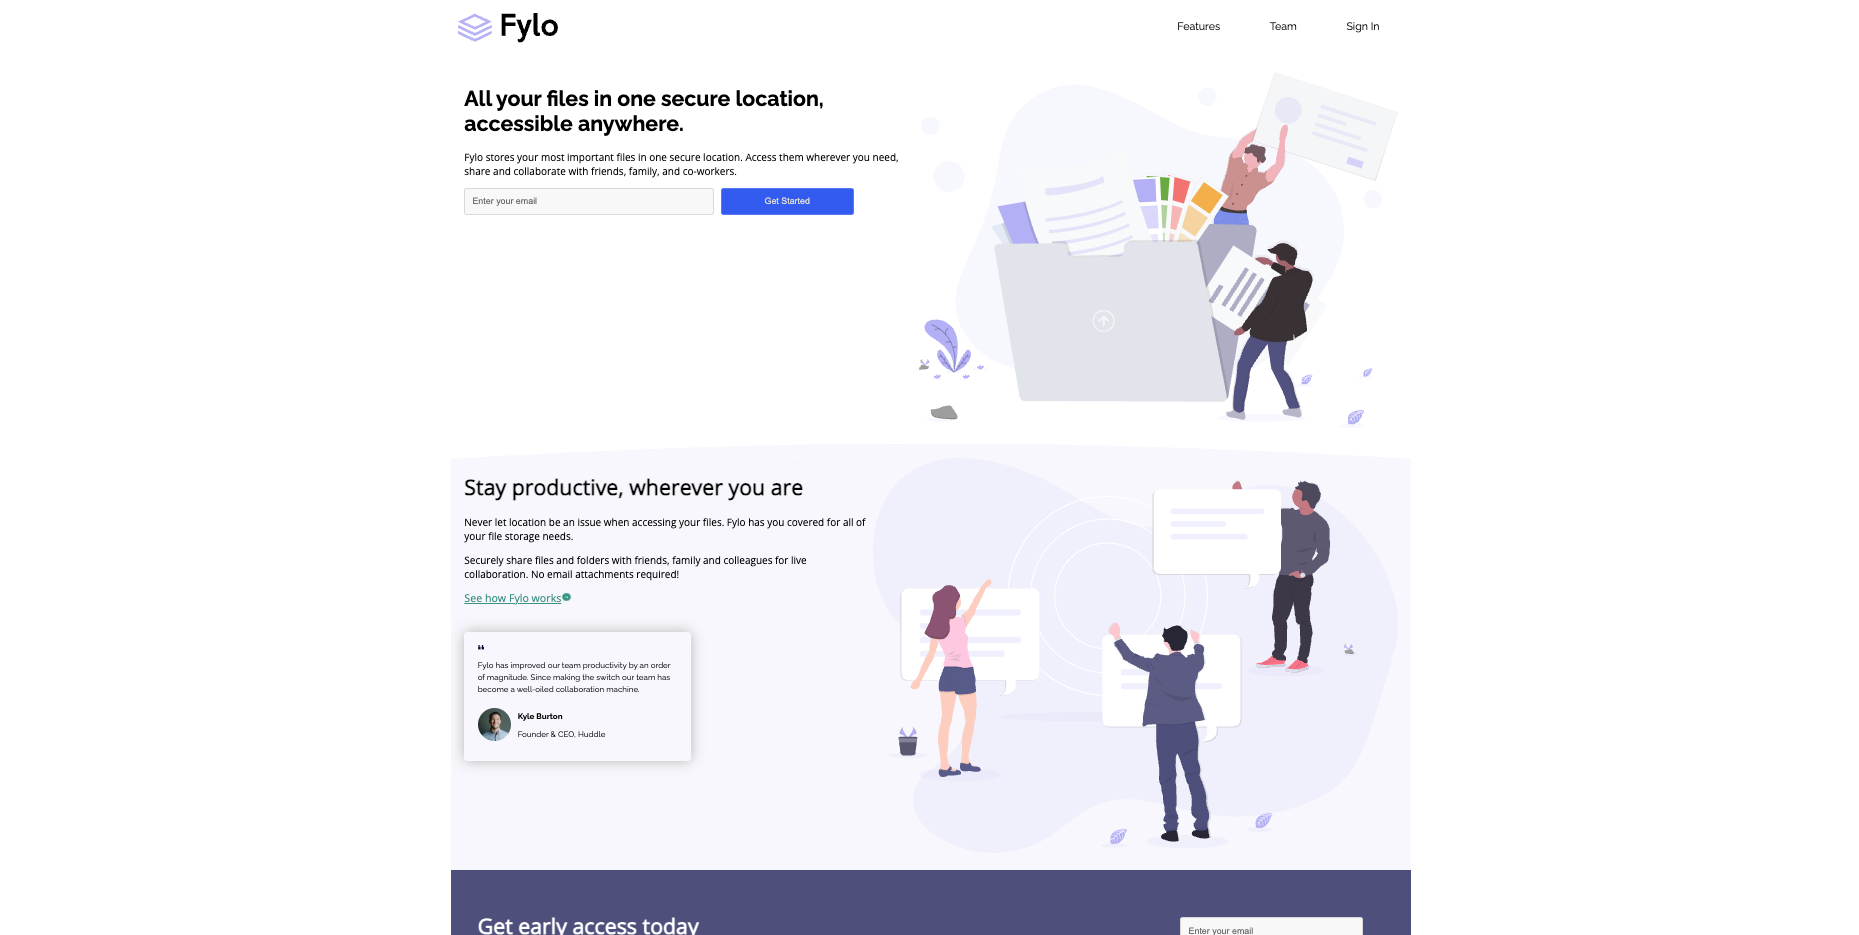 Fylo
Features
Team
Sign In
All your files in one secure location,
accessible anywhere.
Fylo stores your most important files in one secure location. Access them wherever you need,
share and collaborate with friends, family, and co-workers.
Enter your email
Get Started
Stay productive, wherever you are
Never let location be an issue when accessing your files. Fylo has you covered for all of
your file storage needs.
Securely share files and folders with friends, family and colleagues for live
collaboration. No email attachments required!
See how Fylo works
“
Fylo has improved our team productivity by an order
of magnitude. Since making the switch our team has
become a well-oiled collaboration machine.
Kyle Burton
Founder & CEO, Huddle
Get early access today
Enter your email